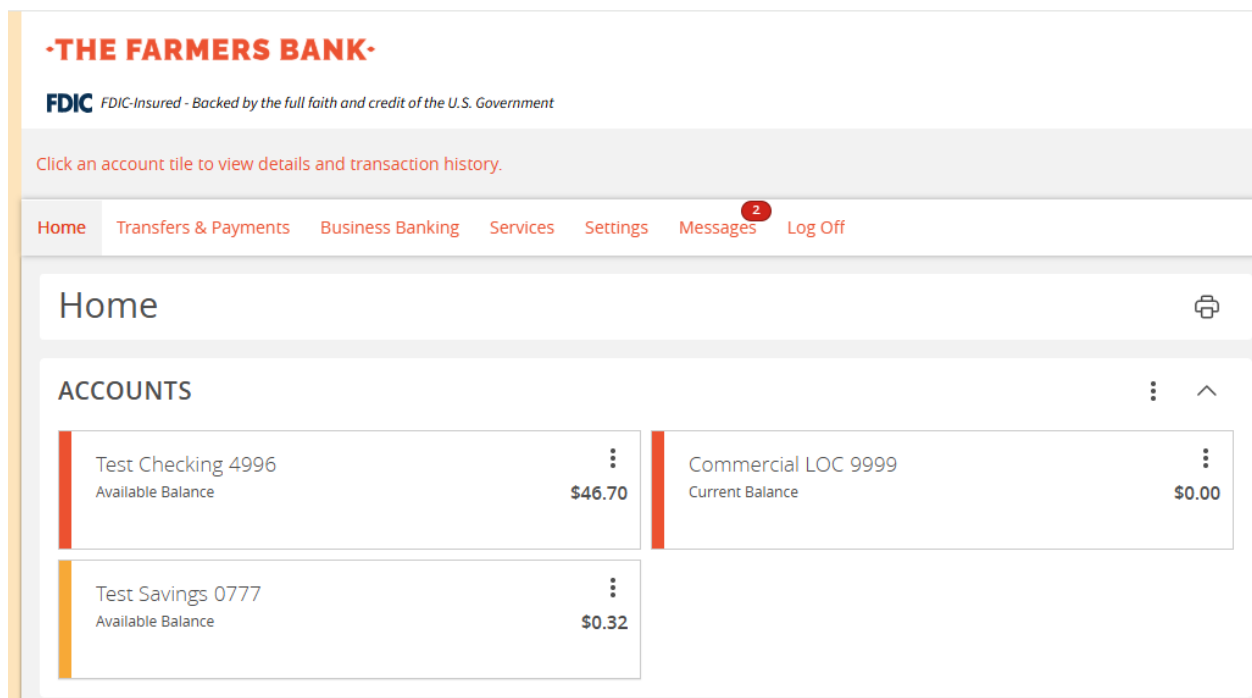 ·THE FARMERS BANK·
FDIC FDIC-Insured - Backed by the full faith and credit of the U.S. Government
Click an account tile to view details and transaction history.
Home Transfers & Payments Business Banking Services Settings Messages 2 Log Off
Home
ACCOUNTS
Test Checking 4996
Available Balance $46.70
Commercial LOC 9999
Current Balance $0.00
Test Savings 0777
Available Balance $0.32